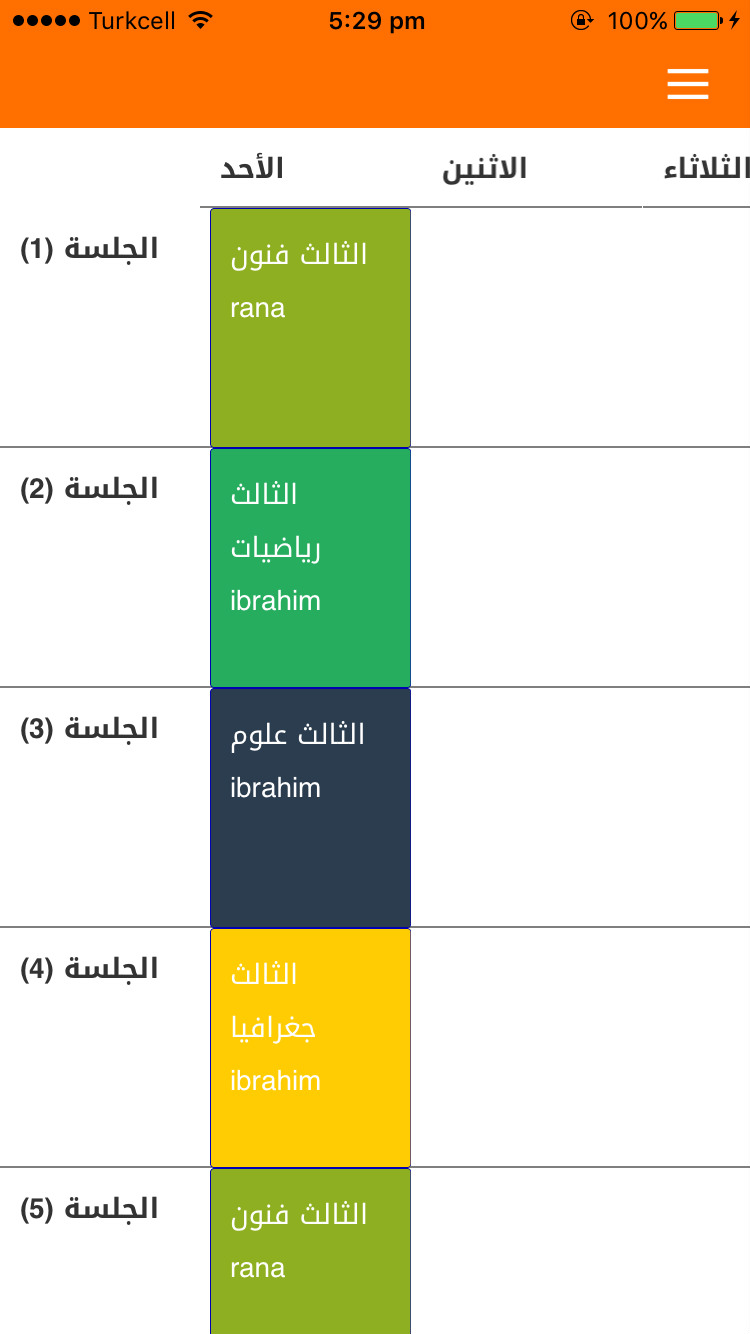 Turkcell 5:29 pm 100%
الأحد الاثنين الثلاثاء
الجلسة (1)
الثالث فنون
rana
الجلسة (2)
الثالث
رياضيات
ibrahim
الجلسة (3)
الثالث علوم
ibrahim
الجلسة (4)
الثالث
جغرافيا
ibrahim
الجلسة (5)
الثالث فنون
rana